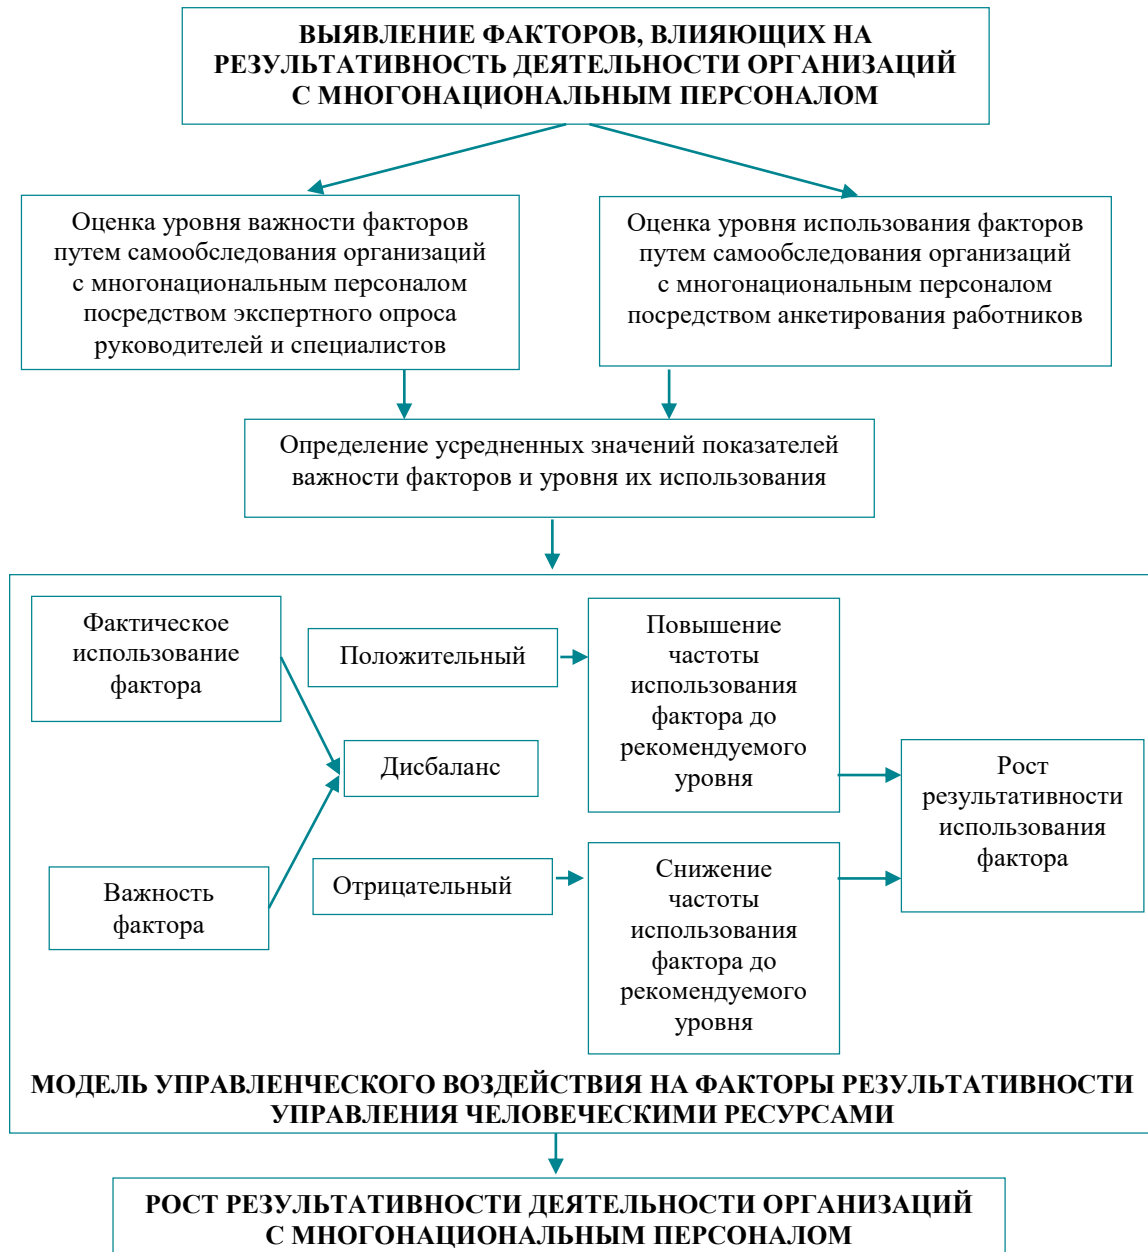 ВЫЯВЛЕНИЕ ФАКТОРОВ, ВЛИЯЮЩИХ НА
РЕЗУЛЬТАТИВНОСТЬ ДЕЯТЕЛЬНОСТИ ОРГАНИЗАЦИЙ
С МНОГОНАЦИОНАЛЬНЫМ ПЕРСОНАЛОМ
Оценка уровня важности факторов
путем самообследования организаций
с многонациональным персоналом
посредством экспертного опроса
руководителей и специалистов
Оценка уровня использования факторов
путем самообследования организаций
с многонациональным персоналом
посредством анкетирования работников
Определение усредненных значений показателей
важности факторов и уровня их использования
Фактическое
использование
фактора
Важность
фактора
Положительный
Дисбаланс
Отрицательный
Повышение
частоты
использования
фактора до
рекомендуемого
уровня
Снижение
частоты
использования
фактора до
рекомендуемого
уровня
Рост
результативности
использования
фактора
МОДЕЛЬ УПРАВЛЕНЧЕСКОГО ВОЗДЕЙСТВИЯ НА ФАКТОРЫ РЕЗУЛЬТАТИВНОСТИ
УПРАВЛЕНИЯ ЧЕЛОВЕЧЕСКИМИ РЕСУРСАМИ
РОСТ РЕЗУЛЬТАТИВНОСТИ ДЕЯТЕЛЬНОСТИ ОРГАНИЗАЦИЙ
С МНОГОНАЦИОНАЛЬНЫМ ПЕРСОНАЛОМ